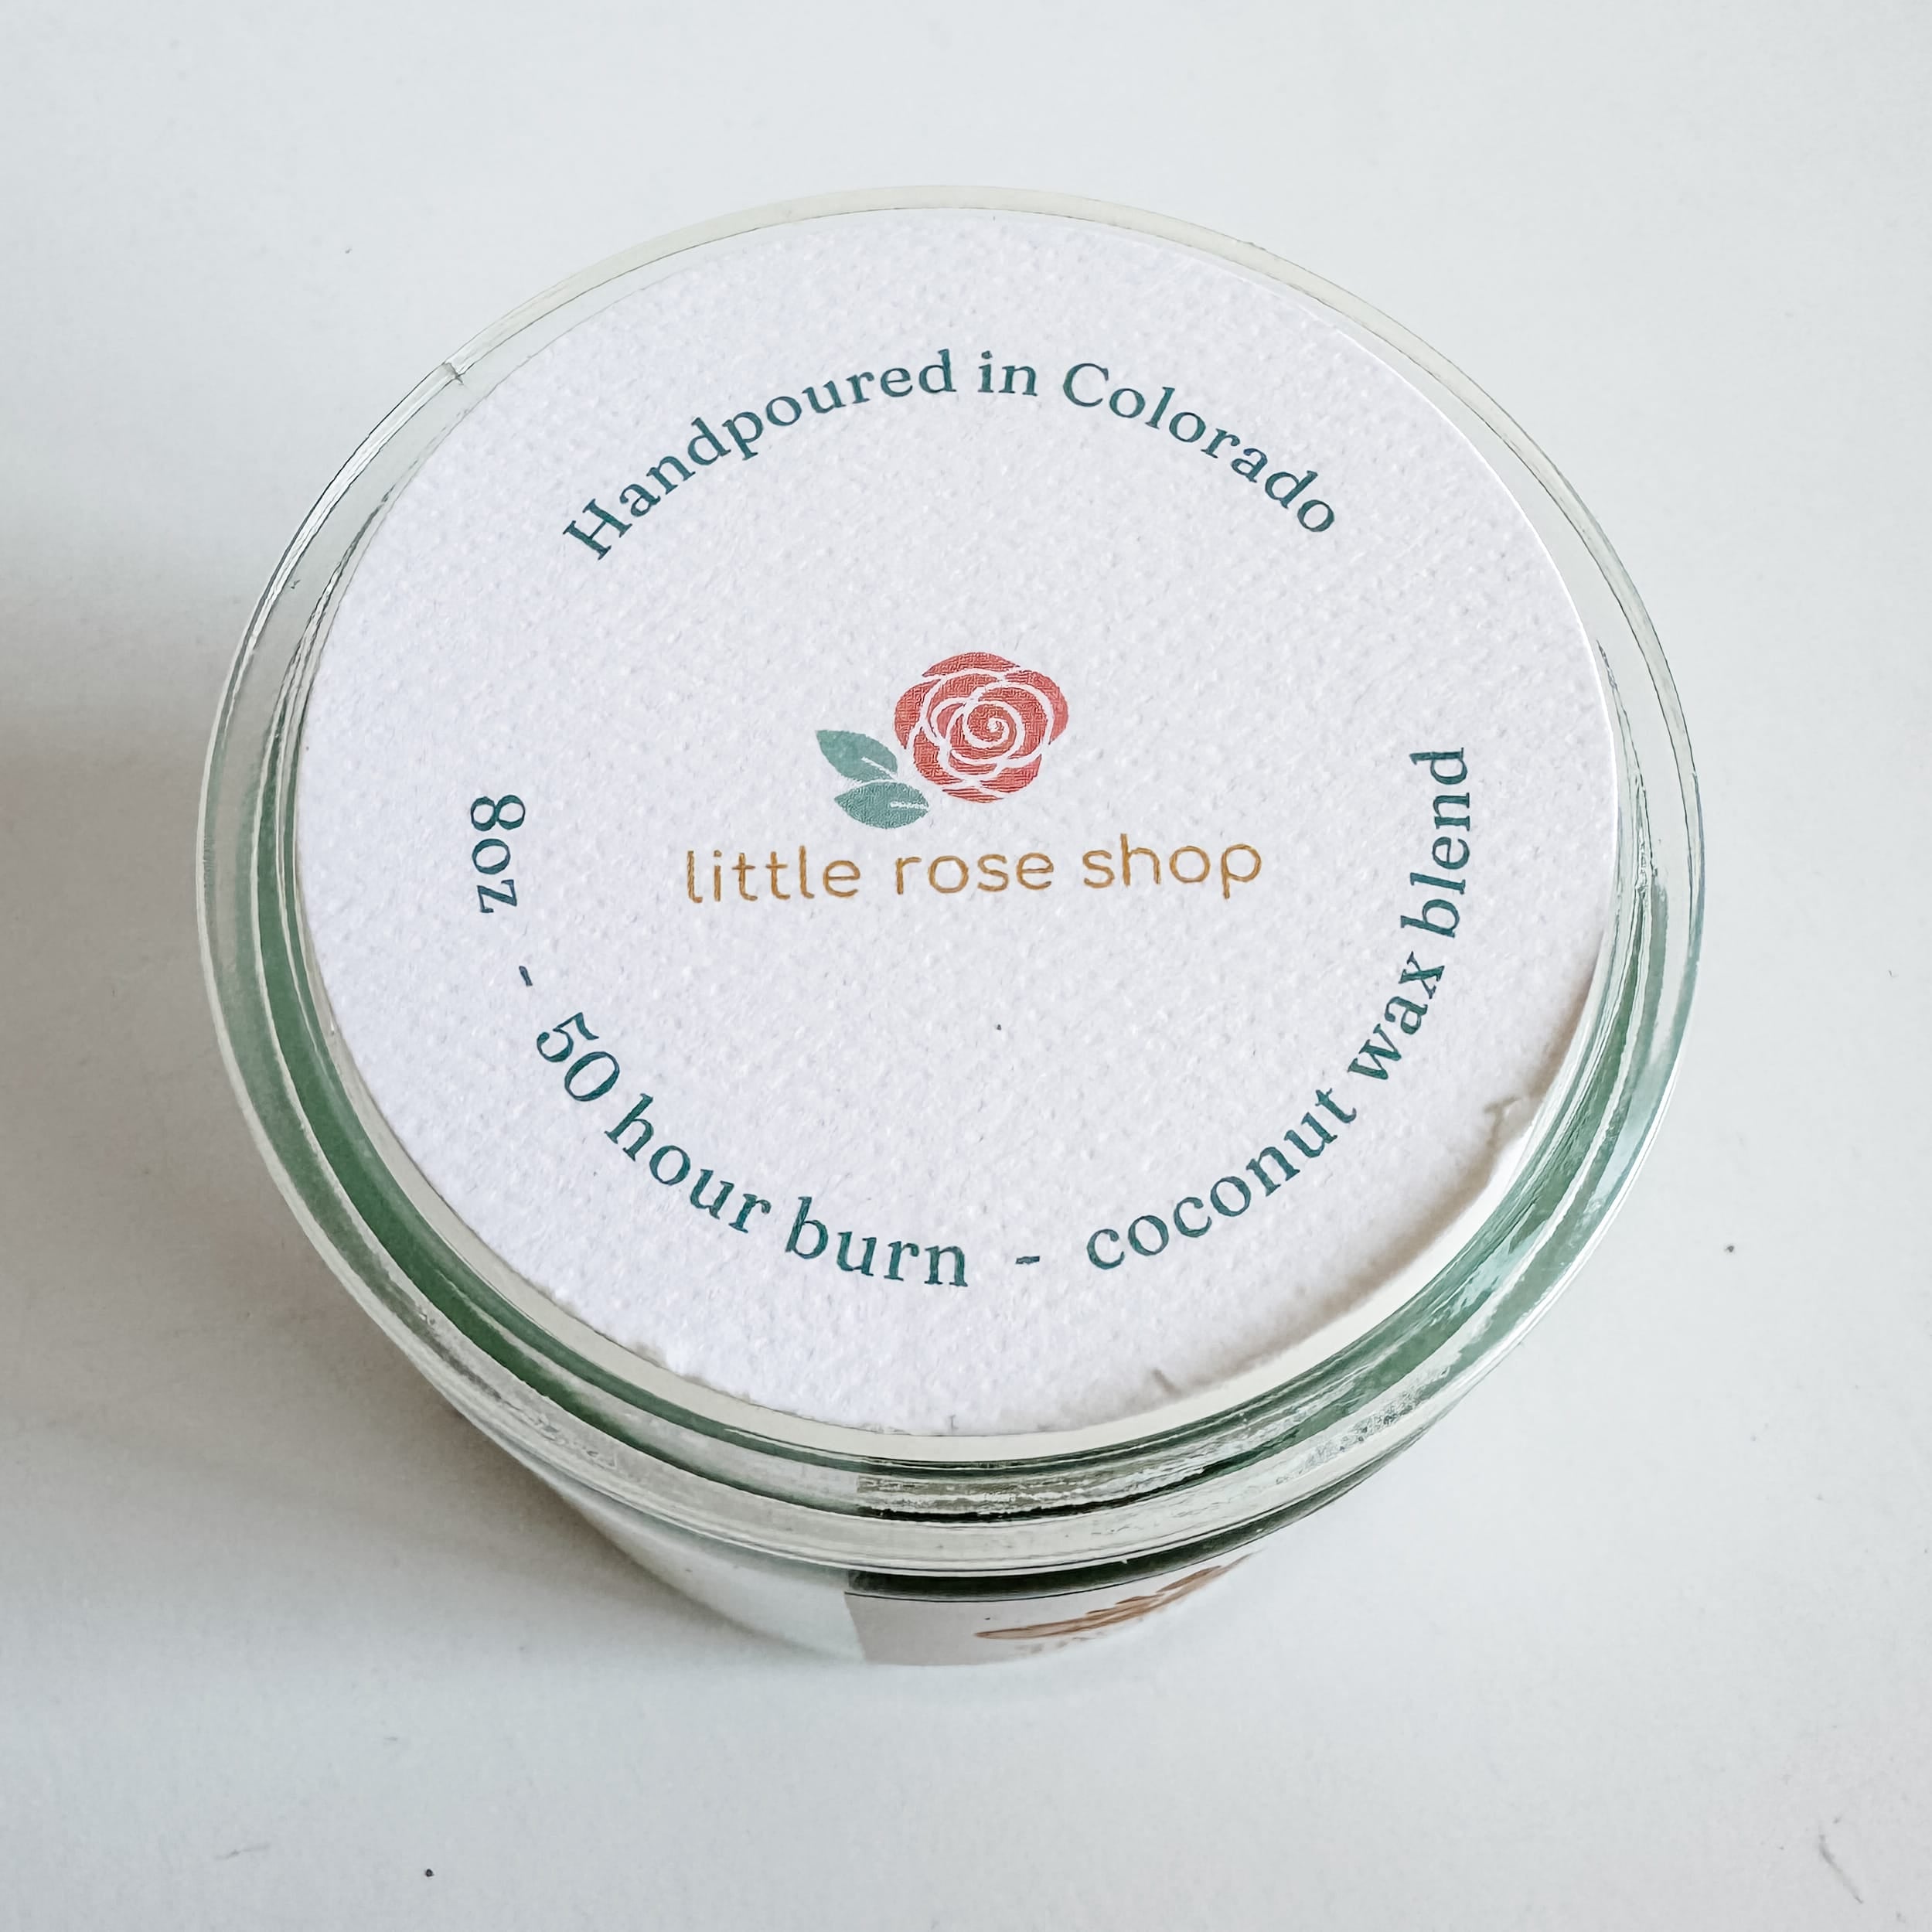 Handpoured in Colorado
little rose shop
8oz - 50 hour burn - coconut wax blend